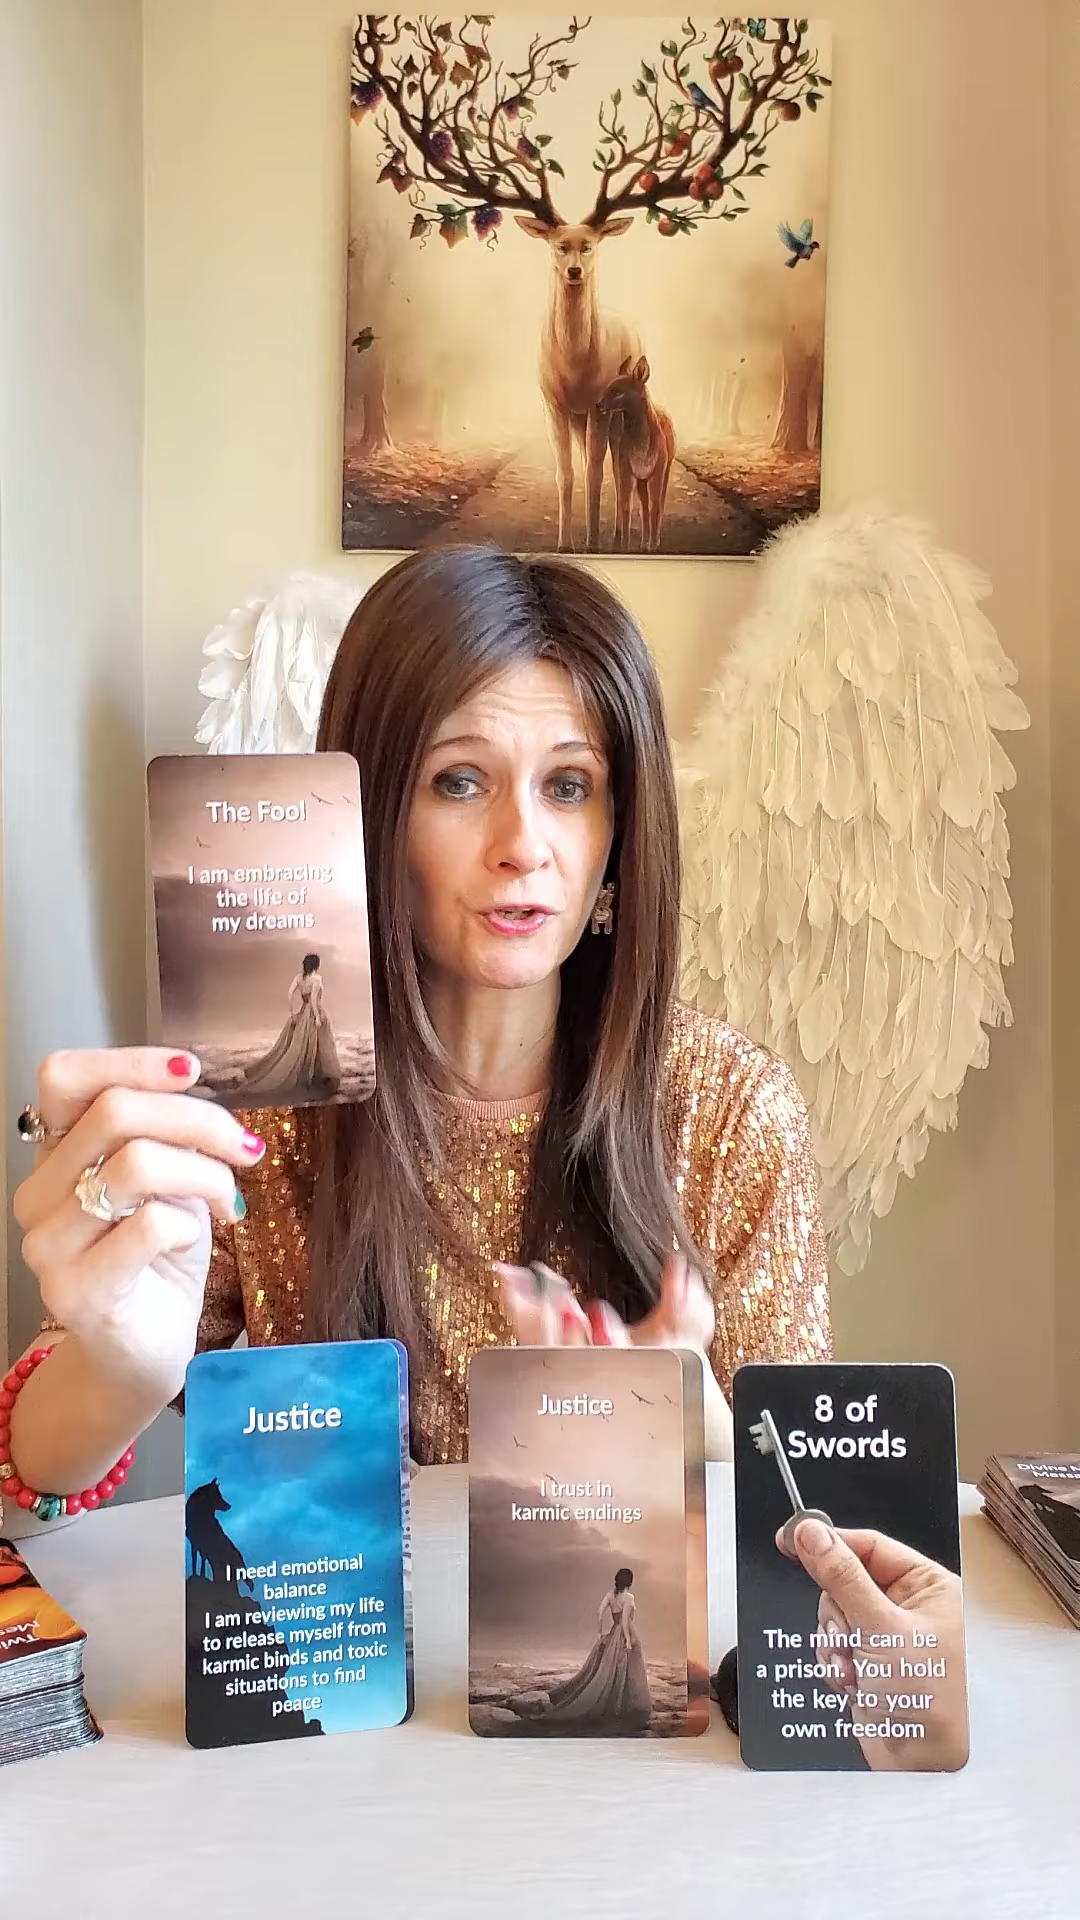 The Fool
I am embracing
the life of
my dreams
Justice
I need emotional
balance
I am reviewing my life
to release myself from
karmic binds and toxic
situations to find
peace
Justice
I trust in
karmic endings
8 of
Swords
The mind can be
a prison. You hold
the key to your
own freedom
Divine